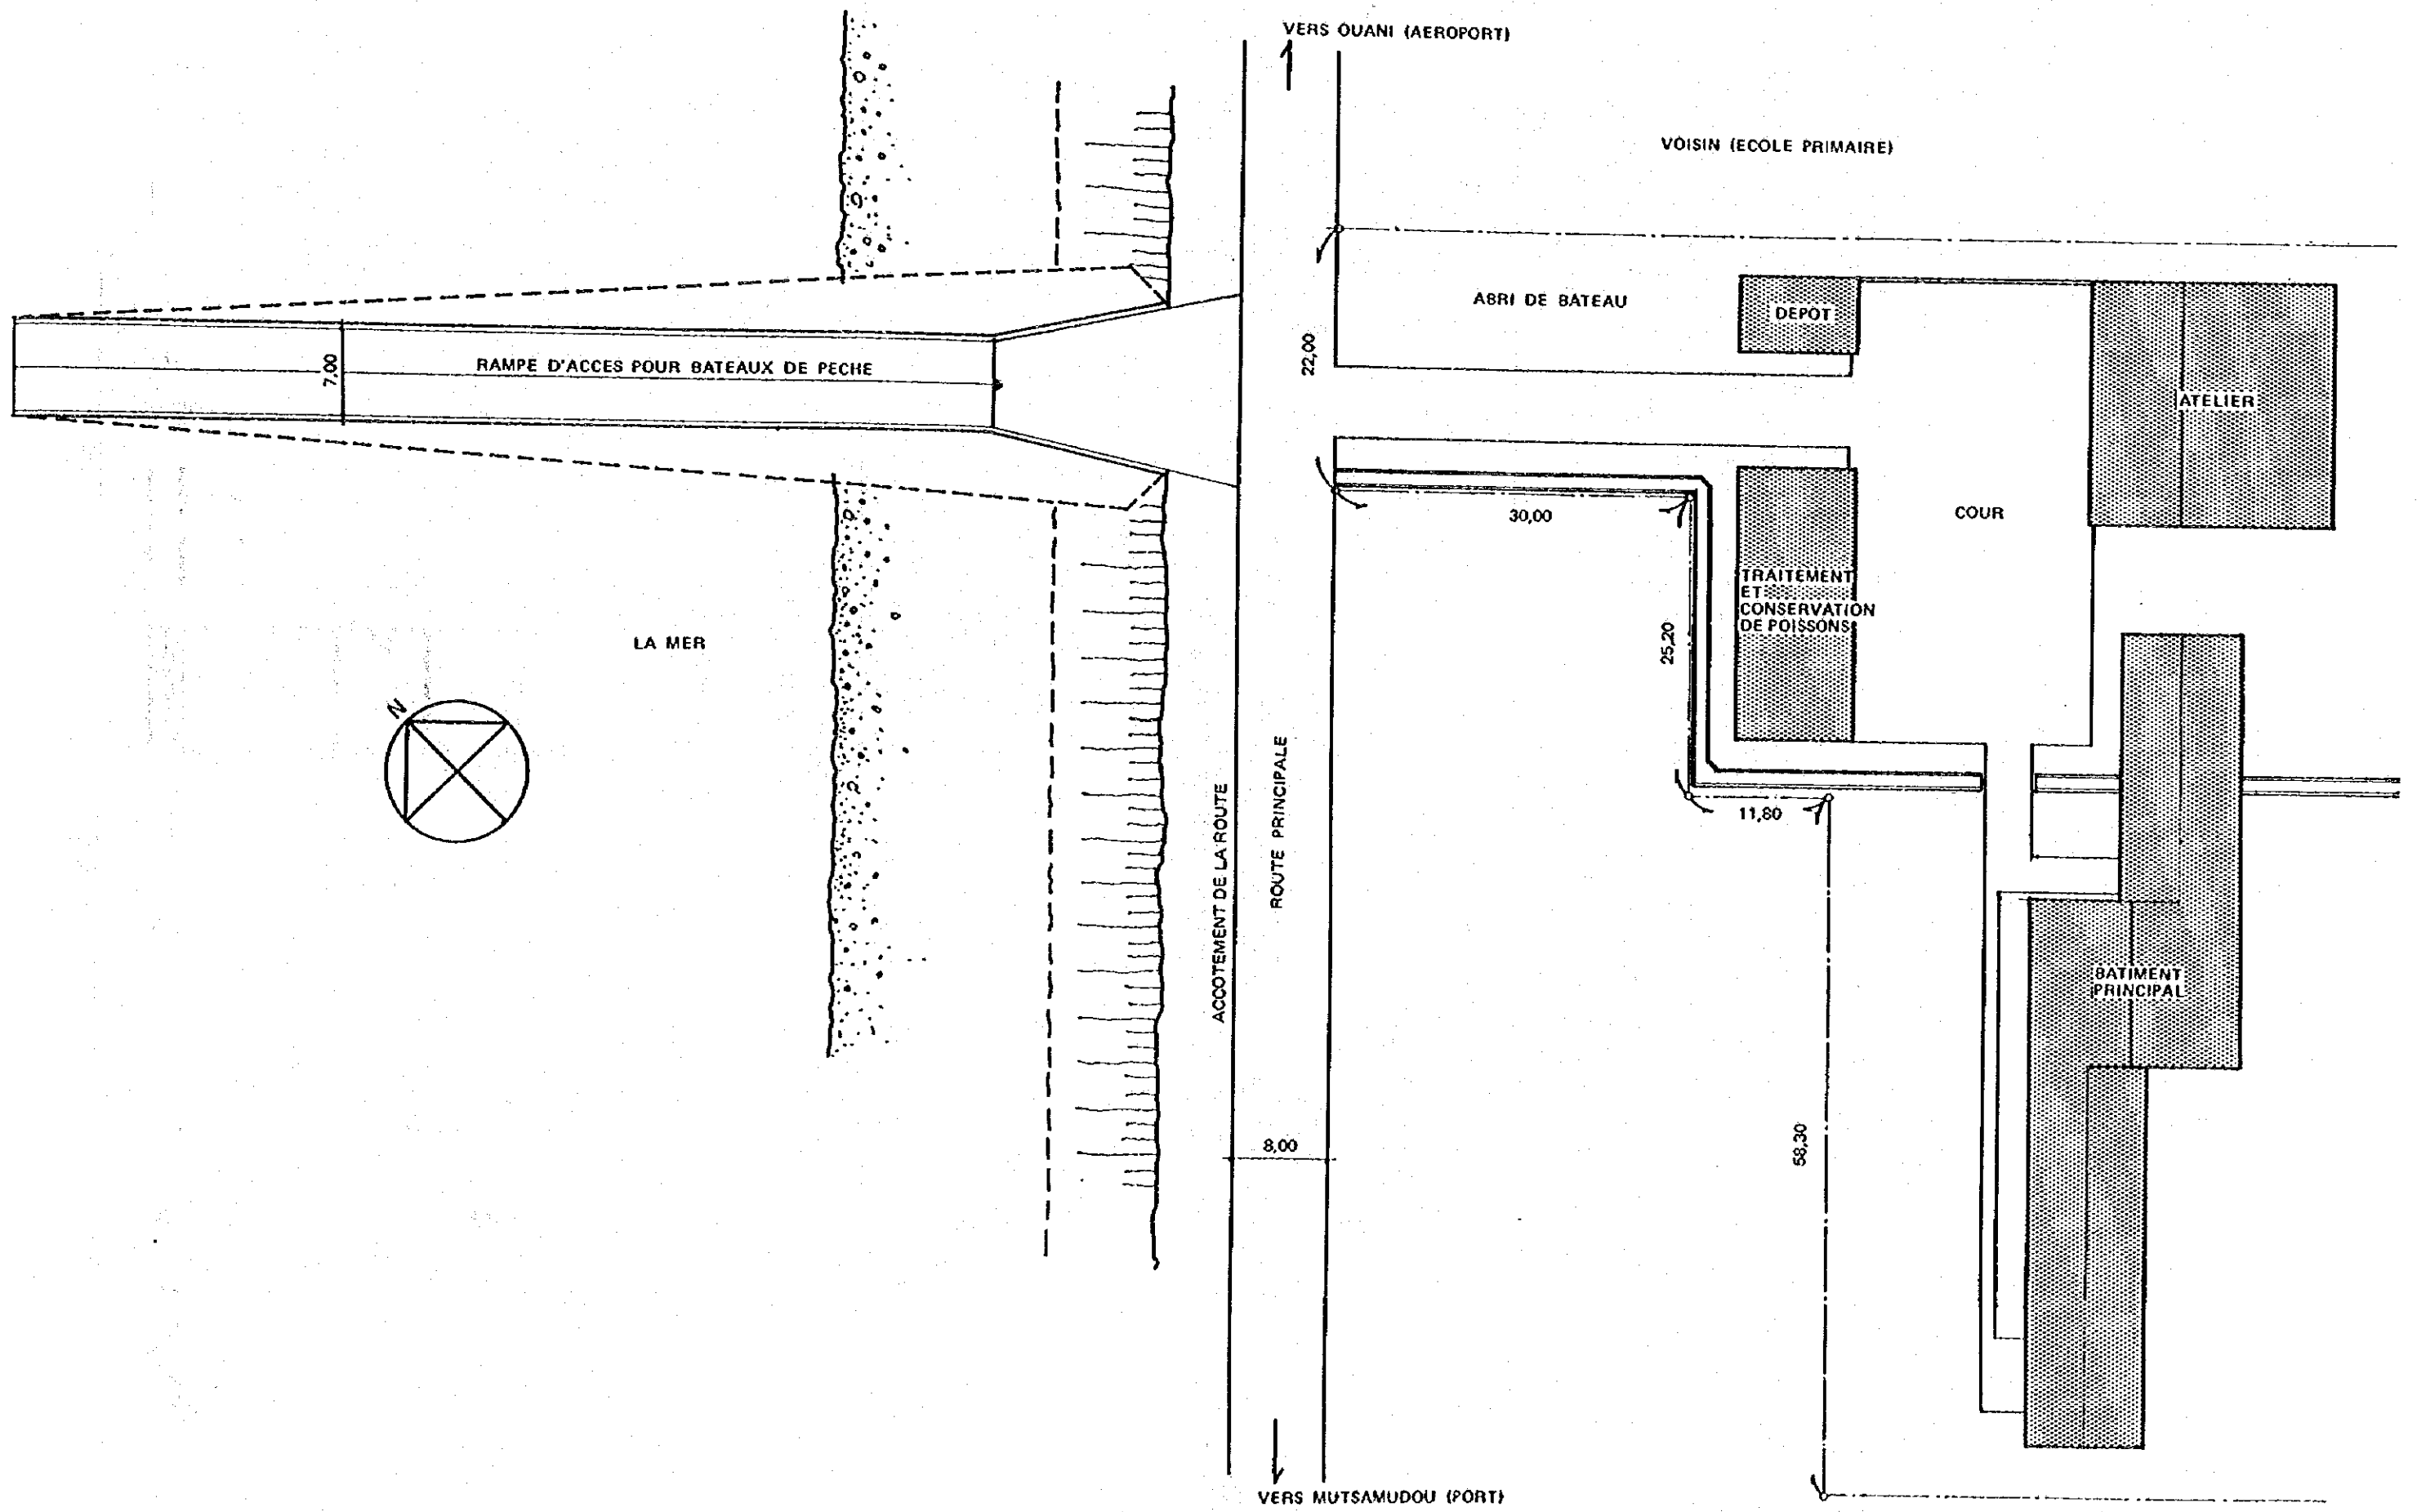 VERS OUANI (AEROPORT)
VOISIN (ECOLE PRIMAIRE)
ABRI DE BATEAU
DEPOT
22,00
7,00
RAMPE D'ACCES POUR BATEAUX DE PECHE
ATELIER
30,00
COUR
TRAITEMENT
ET
CONSERVATION
DE POISSONS
25,20
LA MER
N
11,80
ACCOTEMENT DE LA ROUTE
ROUTE PRINCIPALE
BATIMENT
PRINCIPAL
8,00
58,30
VERS MUTSAMUDOU (PORT)